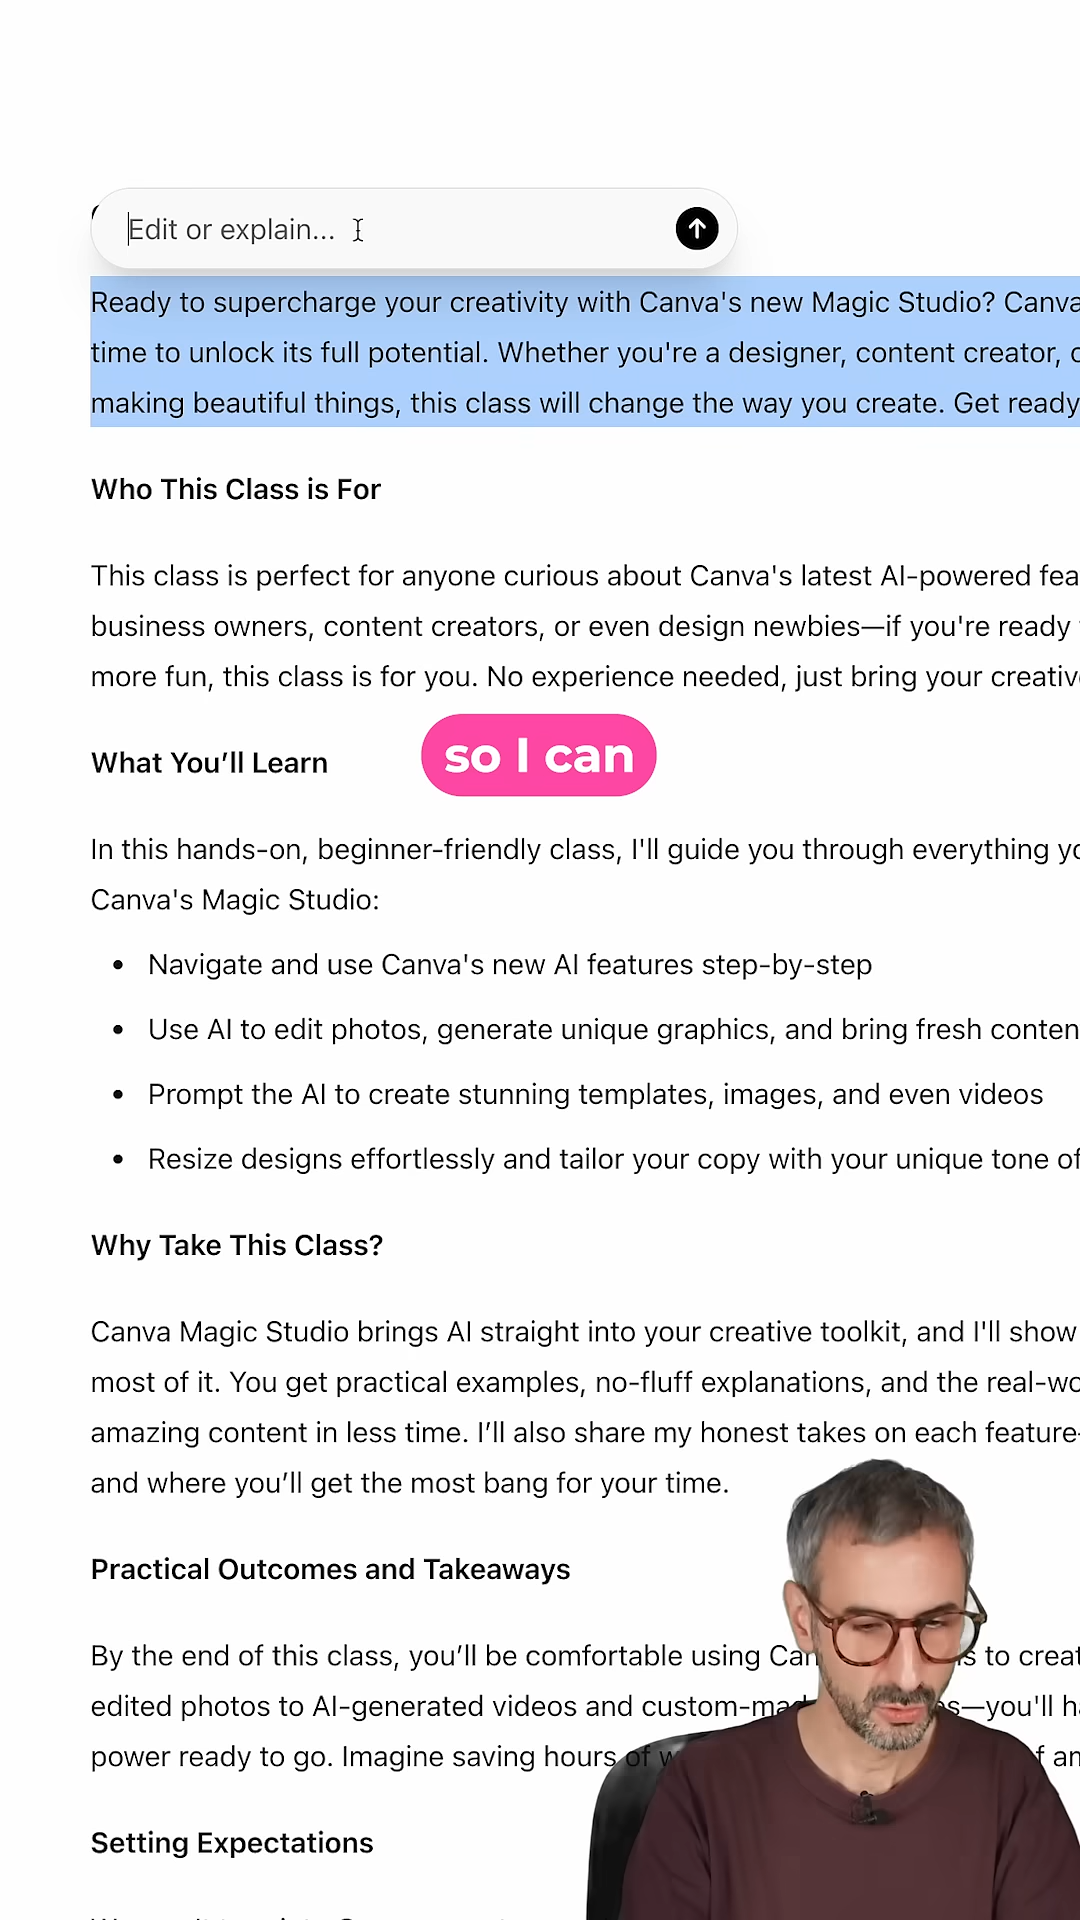 Edit or explain...
Ready to supercharge your creativity with Canva's new Magic Studio? Canva
time to unlock its full potential. Whether you're a designer, content creator,
making beautiful things, this class will change the way you create. Get ready
Who This Class is For
This class is perfect for anyone curious about Canva's latest AI-powered fea
business owners, content creators, or even design newbies—if you're ready
more fun, this class is for you. No experience needed, just bring your creativ
What You’ll Learn
so I can
In this hands-on, beginner-friendly class, I'll guide you through everything yo
Canva's Magic Studio:
• Navigate and use Canva's new AI features step-by-step
• Use AI to edit photos, generate unique graphics, and bring fresh conten
• Prompt the AI to create stunning templates, images, and even videos
• Resize designs effortlessly and tailor your copy with your unique tone of
Why Take This Class?
Canva Magic Studio brings AI straight into your creative toolkit, and I'll show
most of it. You get practical examples, no-fluff explanations, and the real-wo
amazing content in less time. I’ll also share my honest takes on each feature-
and where you’ll get the most bang for your time.
Practical Outcomes and Takeaways
By the end of this class, you’ll be comfortable using Can to creat
edited photos to AI-generated videos and custom-mad s—you'll ha
power ready to go. Imagine saving hours of w f an
Setting Expectations